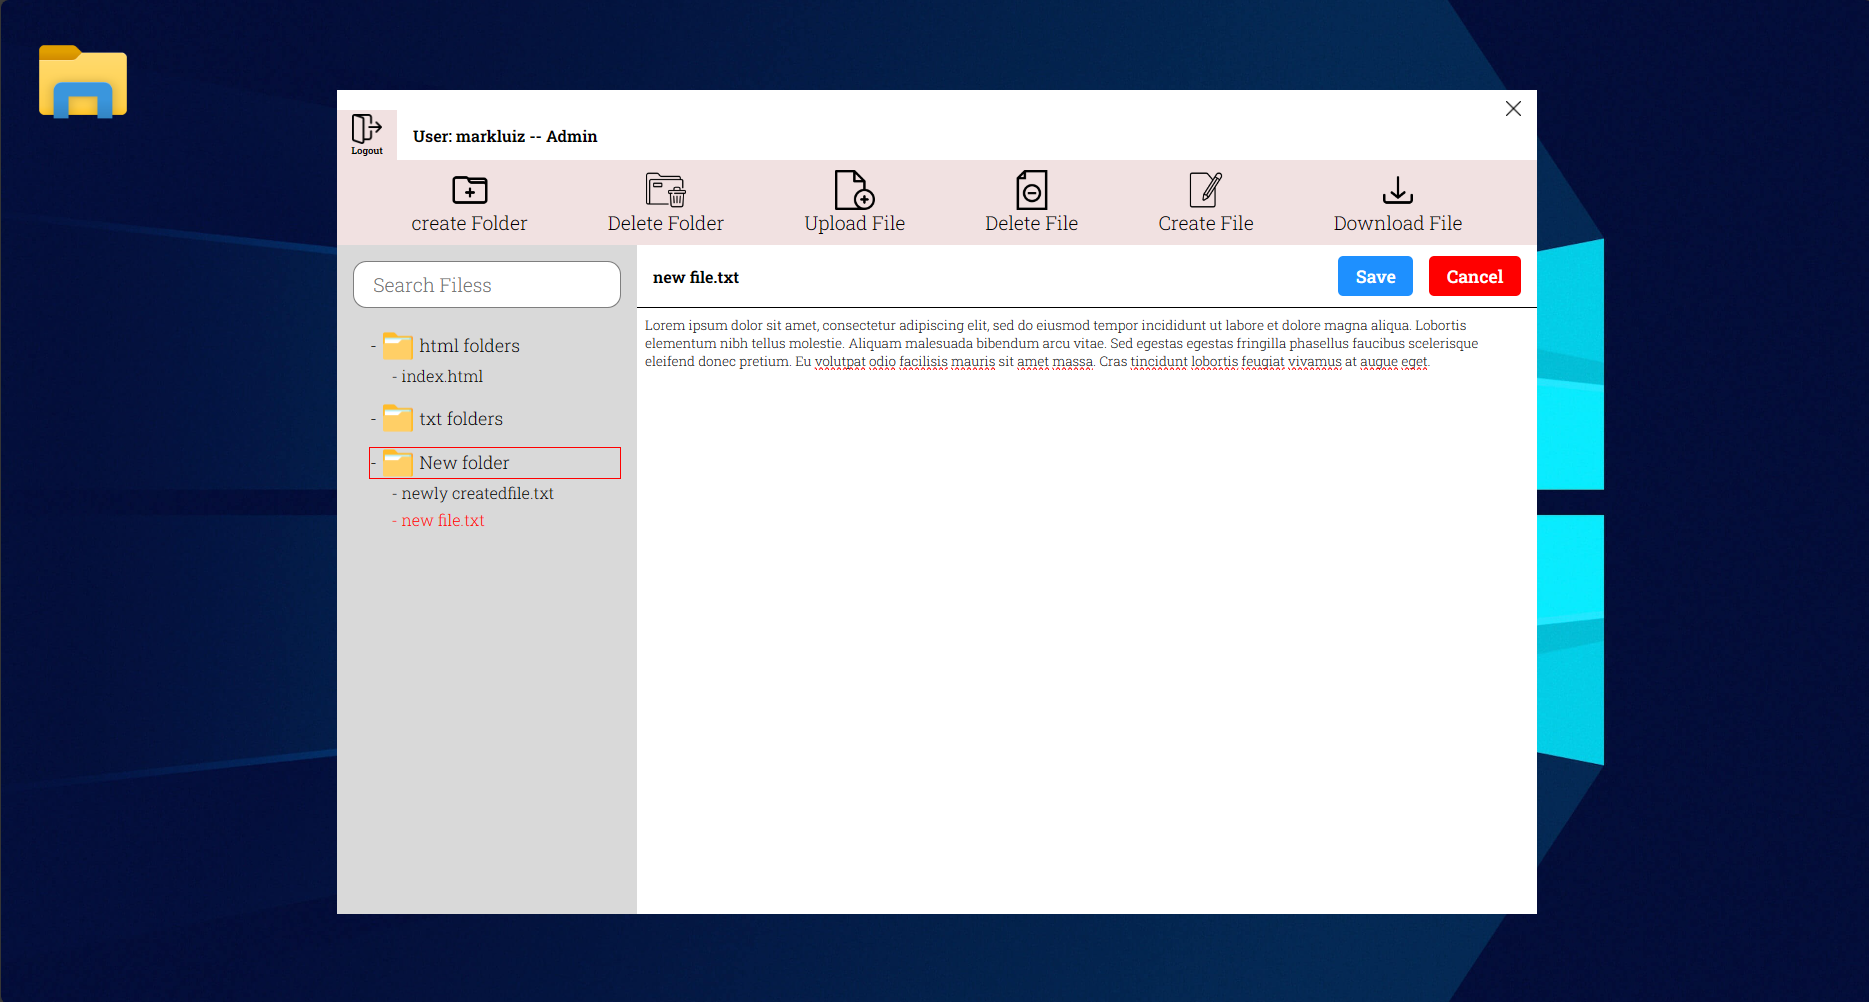 Logout
User: markluiz -- Admin
create Folder
Delete Folder
Upload File
Delete File
Create File
Download File
Search Filess
- html folders
- index.html
- txt folders
- New folder
- newly createdfile.txt
- new file.txt
new file.txt
Save
Cancel
Lorem ipsum dolor sit amet, consectetur adipiscing elit, sed do eiusmod tempor incididunt ut labore et dolore magna aliqua. Lobortis
elementum nibh tellus molestie. Aliquam malesuada bibendum arcu vitae. Sed egestas egestas fringilla phasellus faucibus scelerisque
eleifend donec pretium. Eu volutpat odio facilisis mauris sit amet massa. Cras tincidunt lobortis feugiat vivamus at augue eget.